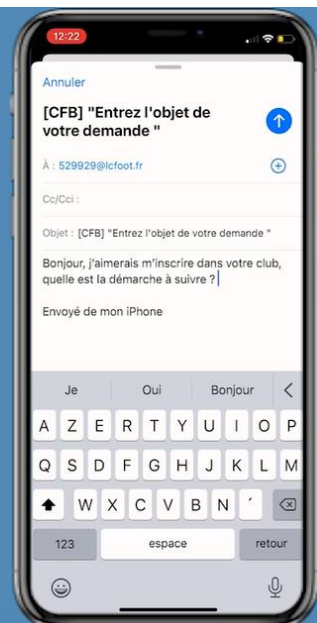 12:22
Annuler
[CFB] "Entrez l'objet de
votre demande "
À : 529929@lcfoot.fr
Cc/Cci :
Objet : [CFB] "Entrez l'objet de votre demande "
Bonjour, j'aimerais m'inscrire dans votre club,
quelle est la démarche à suivre ?
Envoyé de mon iPhone
Je Oui Bonjour
A Z E R T Y U I O P
Q S D F G H J K L M
W X C V B N ´
123 espace retour